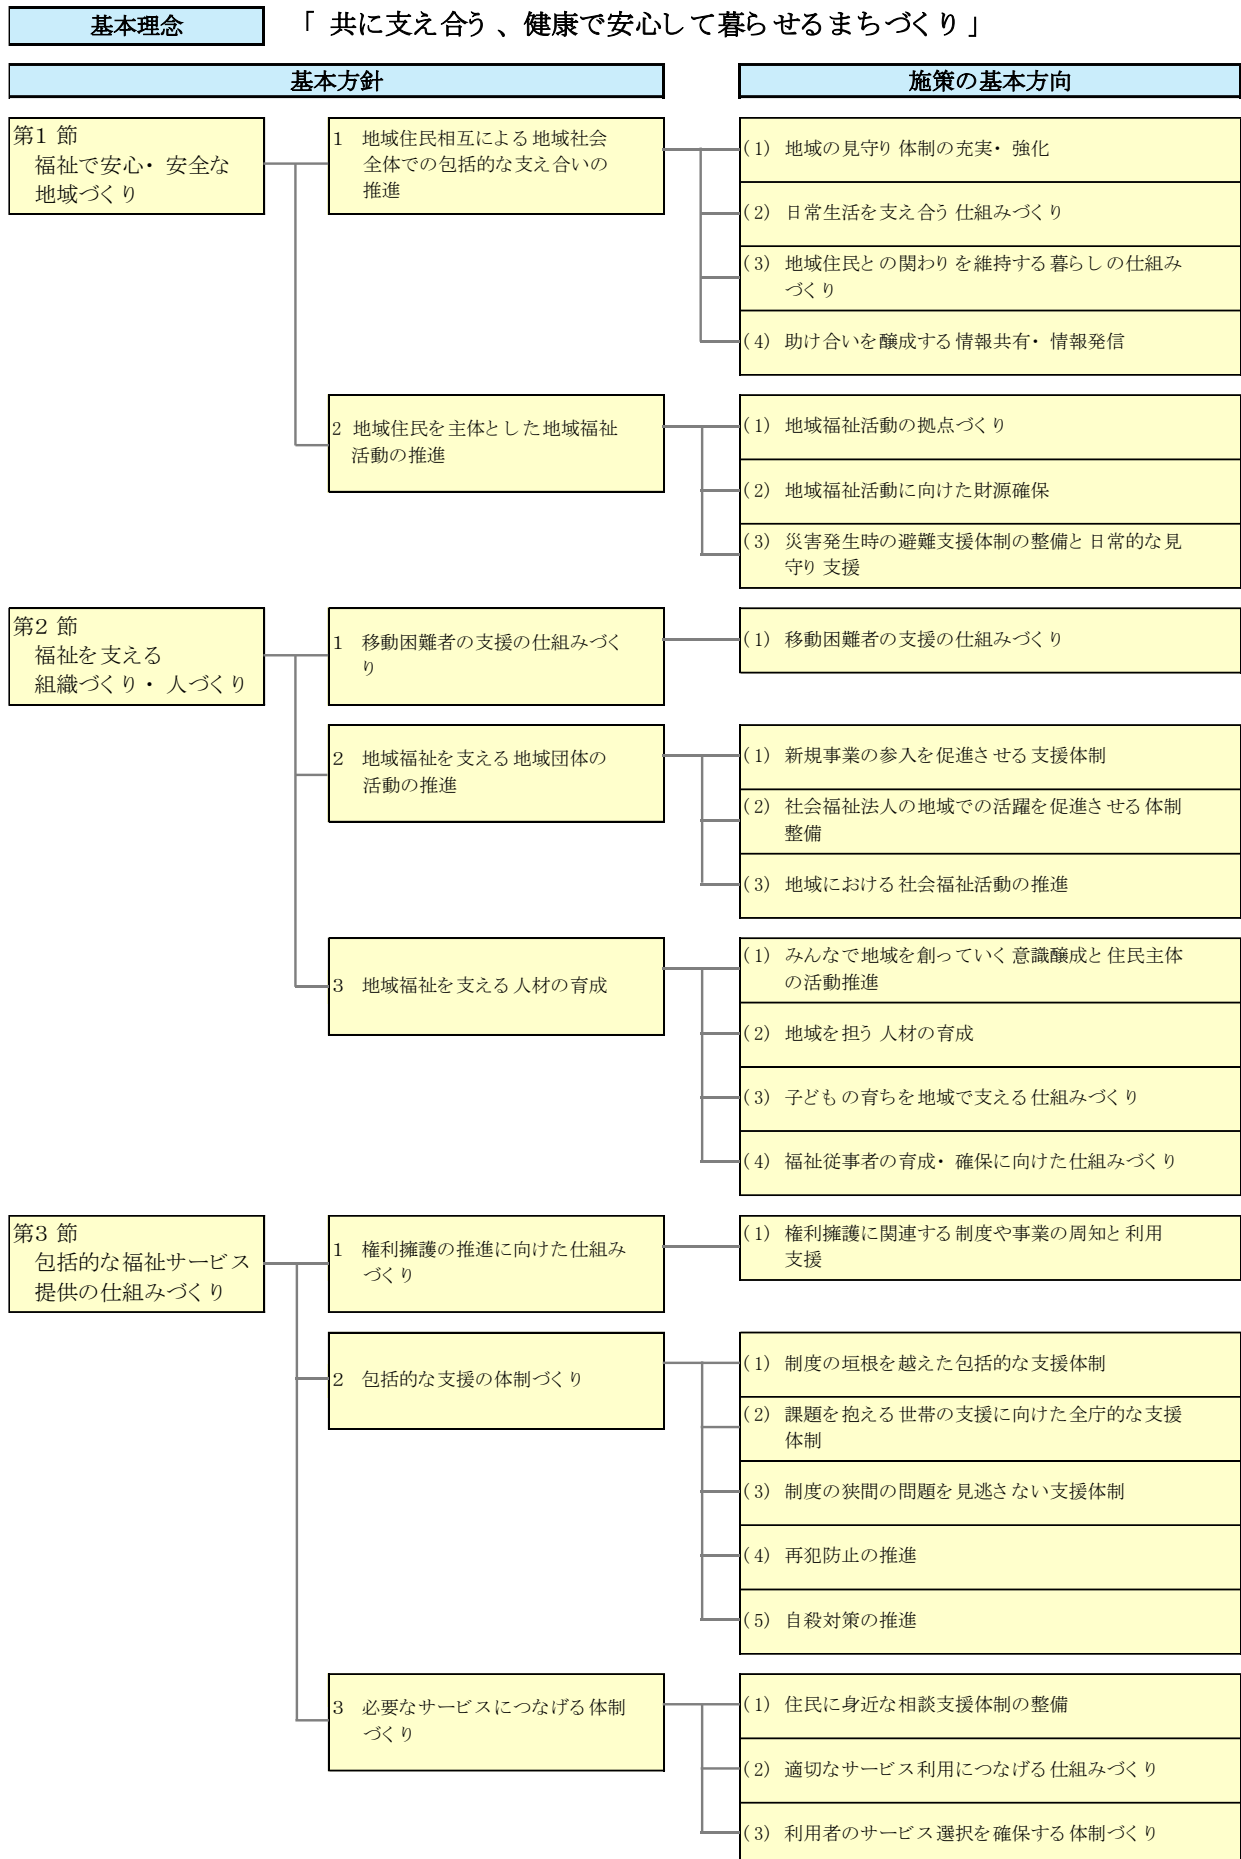 基本理念
「 共に支え合う 、健康で安心して暮らせるまちづくり 」
基本方針
施策の基本方向
第1 節
福祉で安心・ 安全な
地域づくり
1 地域住民相互による地域社会
全体での包括的な支え合いの
推進
(1) 地域の見守り 体制の充実・ 強化
(2) 日常生活を支え合う 仕組みづくり
(3) 地域住民との関わり を維持する暮らしの仕組み
づくり
(4) 助け合いを醸成する情報共有・ 情報発信
2 地域住民を主体とした地域福祉
活動の推進
(1) 地域福祉活動の拠点づくり
(2) 地域福祉活動に向けた財源確保
(3) 災害発生時の避難支援体制の整備と日常的な見
守り 支援
第2 節
福祉を支える
組織づくり・ 人づくり
1 移動困難者の支援の仕組みづく
り
(1) 移動困難者の支援の仕組みづくり
2 地域福祉を支える地域団体の
活動の推進
(1) 新規事業の参入を促進させる支援体制
(2) 社会福祉法人の地域での活躍を促進させる体制
整備
(3) 地域における社会福祉活動の推進
3 地域福祉を支える人材の育成
(1) みんなで地域を創っていく 意識醸成と住民主体
の活動推進
(2) 地域を担う 人材の育成
(3) 子どもの育ちを地域で支える仕組みづくり
(4) 福祉従事者の育成・ 確保に向けた仕組みづくり
第3 節
包括的な福祉サービス
提供の仕組みづくり
1 権利擁護の推進に向けた仕組み
づくり
(1) 権利擁護に関連する制度や事業の周知と利用
支援
2 包括的な支援の体制づくり
(1) 制度の垣根を越えた包括的な支援体制
(2) 課題を抱える世帯の支援に向けた全庁的な支援
体制
(3) 制度の狭間の問題を見逃さない支援体制
(4) 再犯防止の推進
(5) 自殺対策の推進
3 必要なサービスにつなげる体制
づくり
(1) 住民に身近な相談支援体制の整備
(2) 適切なサービス利用につなげる仕組みづくり
(3) 利用者のサービス選択を確保する体制づくり